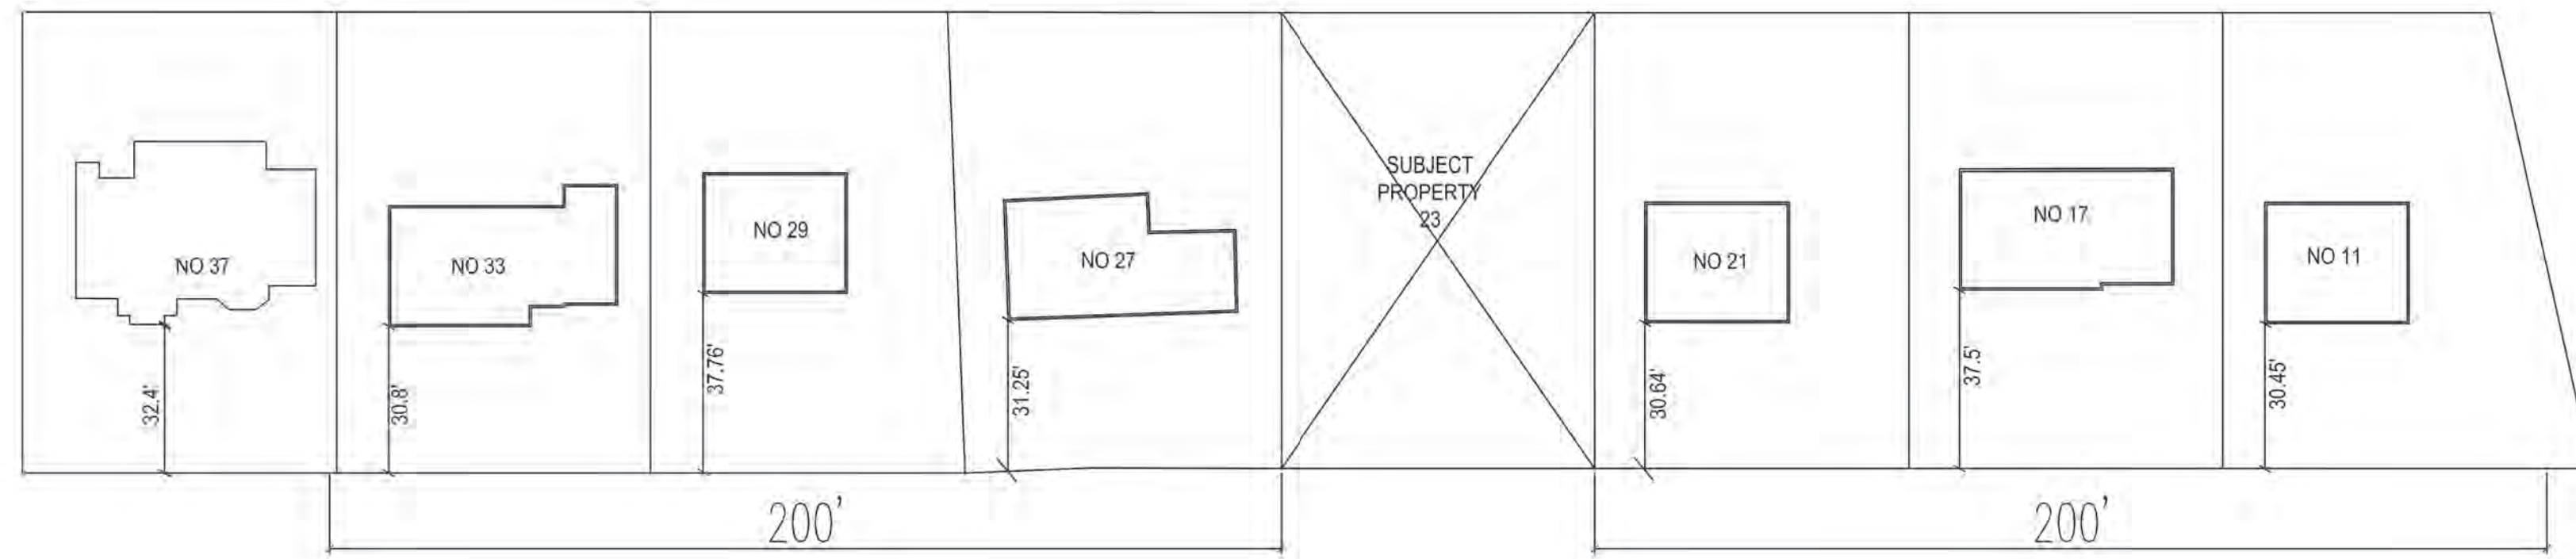 SUBJECT
PROPERTY
23
NO 37
NO 33
NO 29
NO 27
NO 21
NO 17
NO 11
32.4'
30.8'
37.76'
31.25'
30.64'
37.5'
30.45'
200'
200'